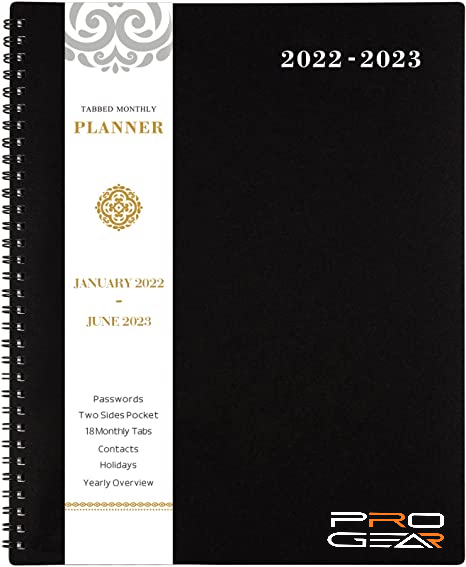 2022-2023
TABBED MONTHLY
PLANNER
JANUARY 2022
-
JUNE 2023
Passwords
Two Sides Pocket
18 Monthly Tabs
Contacts
Holidays
Yearly Overview
PRO
GEAR